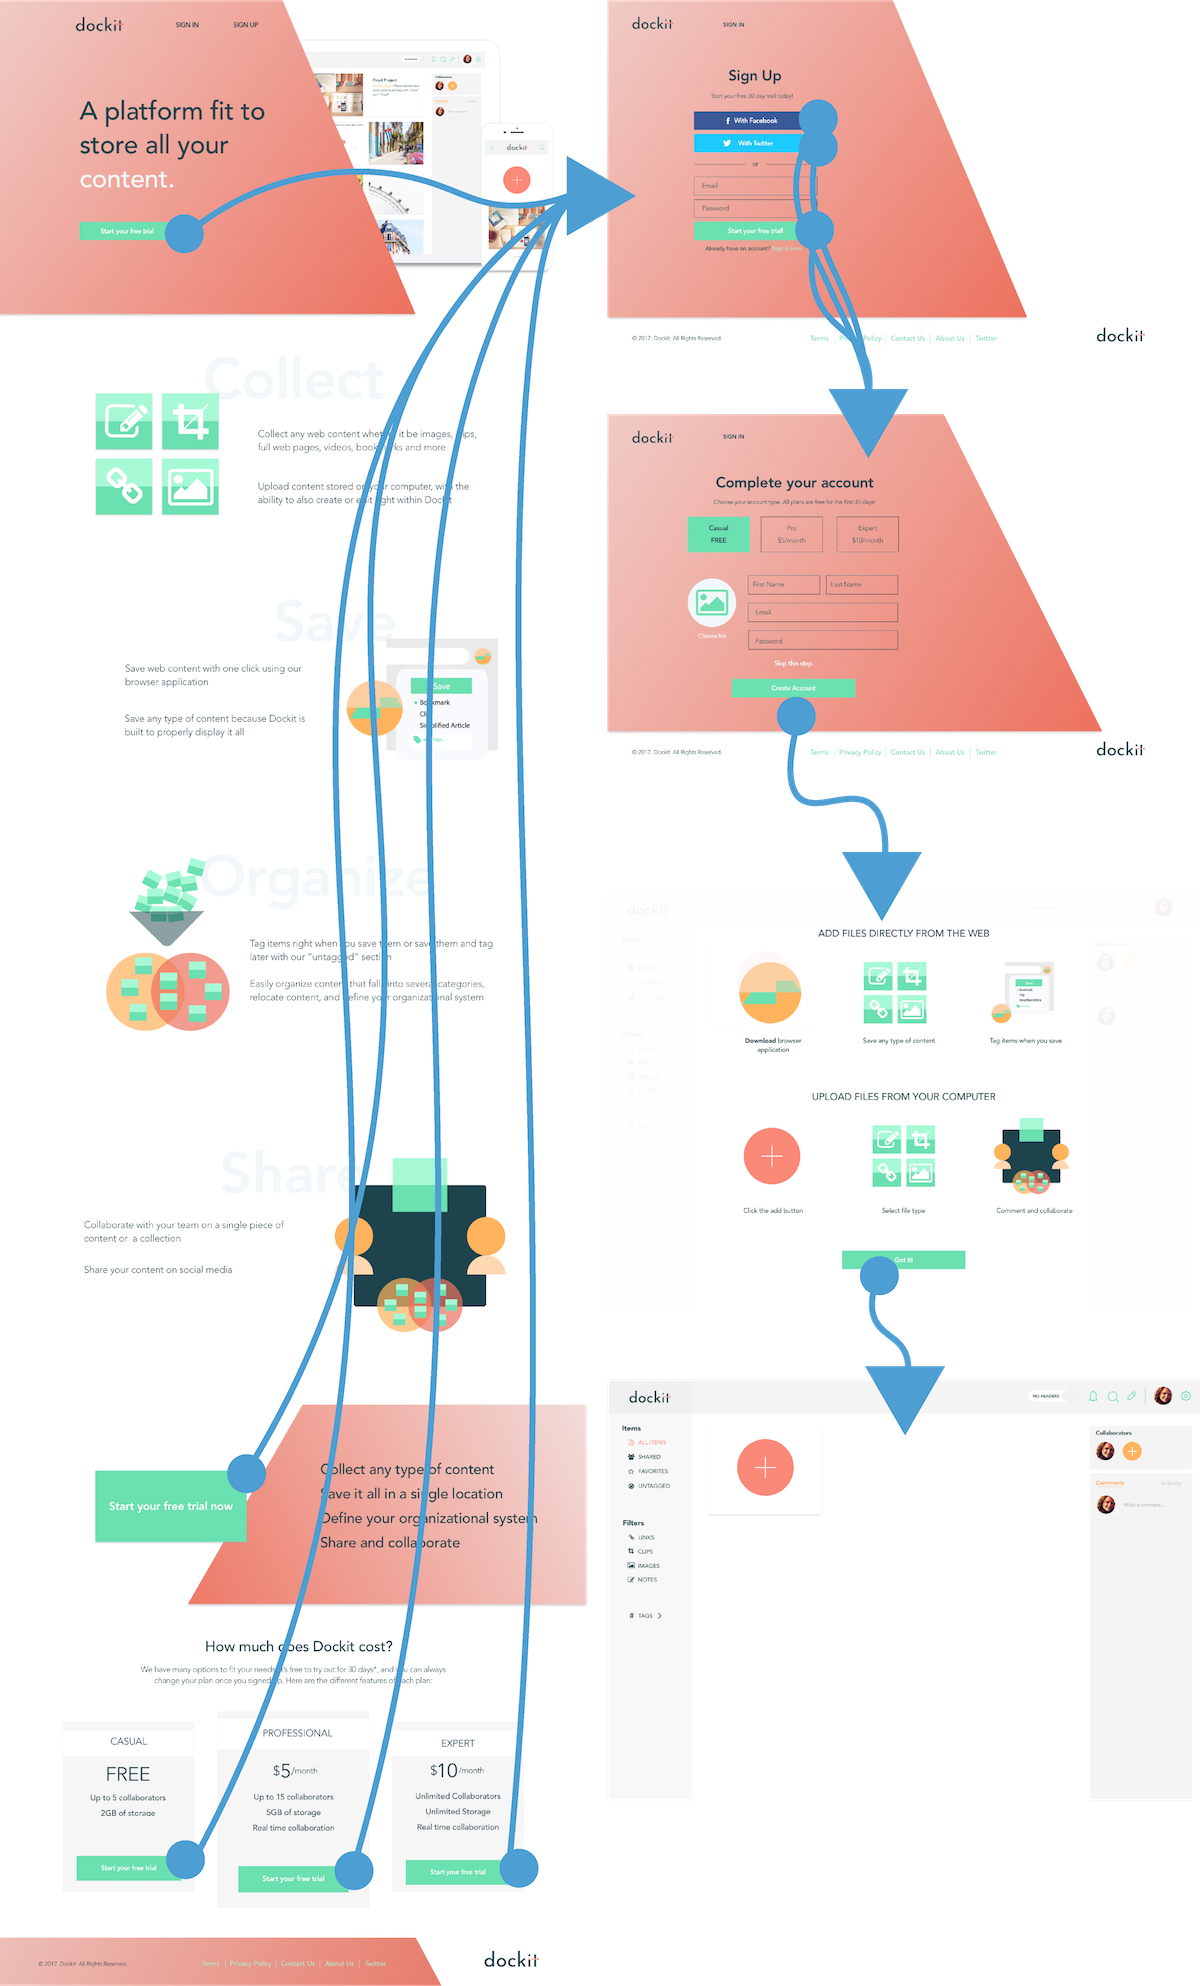 dockit
SIGN IN
SIGN UP
A platform fit to
store all your
content.
Start your free trial
Floyd Project
Collaborators
dockit
Collect
Collect any web content whether it be images, clips,
full web pages, videos, bookmarks and more
Upload content stored on your computer, with the
ability to also create or edit right within Dockit
Save
Save web content with one click using our
browser application
Save any type of content because Dockit is
built to properly display it all
Save
Bookmark
Clip
Simplified Article
Organize
Tag items right when you save them or save them and tag
later with our "untagged" section
Easily organize content that falls into several categories,
relocate content, and define your organizational system
Share
Collaborate with your team on a single piece of
content or a collection
Share your content on social media
Start your free trial now
Collect any type of content
Save it all in a single location
Define your organizational system
Share and collaborate
How much does Dockit cost?
We have many options to fit your needs. It's free to try out for 30 days*, and you can always
change your plan once you signed up. Here are the different features of each plan:
CASUAL
FREE
Up to 5 collaborators
2GB of storage
Start your free trial
PROFESSIONAL
$5/month
Up to 15 collaborators
5GB of storage
Real time collaboration
Start your free trial
EXPERT
$10/month
Unlimited Collaborators
Unlimited Storage
Real time collaboration
Start your free trial
© 2017. Dockit. All Rights Reserved.
Terms
Privacy Policy
Contact Us
About Us
Twitter
dockit
dockit
SIGN IN
Sign Up
Start your free 30 day trial today!
With Facebook
With Twitter
or
Email
Password
Start your free trial!
Already have an account? Sign in here
© 2017. Dockit. All Rights Reserved.
Terms
Privacy Policy
Contact Us
About Us
Twitter
dockit
dockit
SIGN IN
Complete your account
Choose your account type. All plans are free for the first 30 days!
Casual
FREE
Pro
$5/month
Expert
$10/month
Choose file
First Name
Last Name
Email
Password
Skip this step
Create Account
© 2017. Dockit. All Rights Reserved.
Terms
Privacy Policy
Contact Us
About Us
Twitter
dockit
dockit
ADD FILES DIRECTLY FROM THE WEB
Save
Bookmark
Clip
Simplified Article
Download browser
application
Save any type of content
Tag items when you save
UPLOAD FILES FROM YOUR COMPUTER
Click the add button
Select file type
Comment and collaborate
Got it!
dockit
NO HEADERS
Items
ALL ITEMS
SHARED
FAVORITES
UNTAGGED
Filters
LINKS
CLIPS
IMAGES
NOTES
# TAGS >
Collaborators
Comments
Activity
Write a comment...